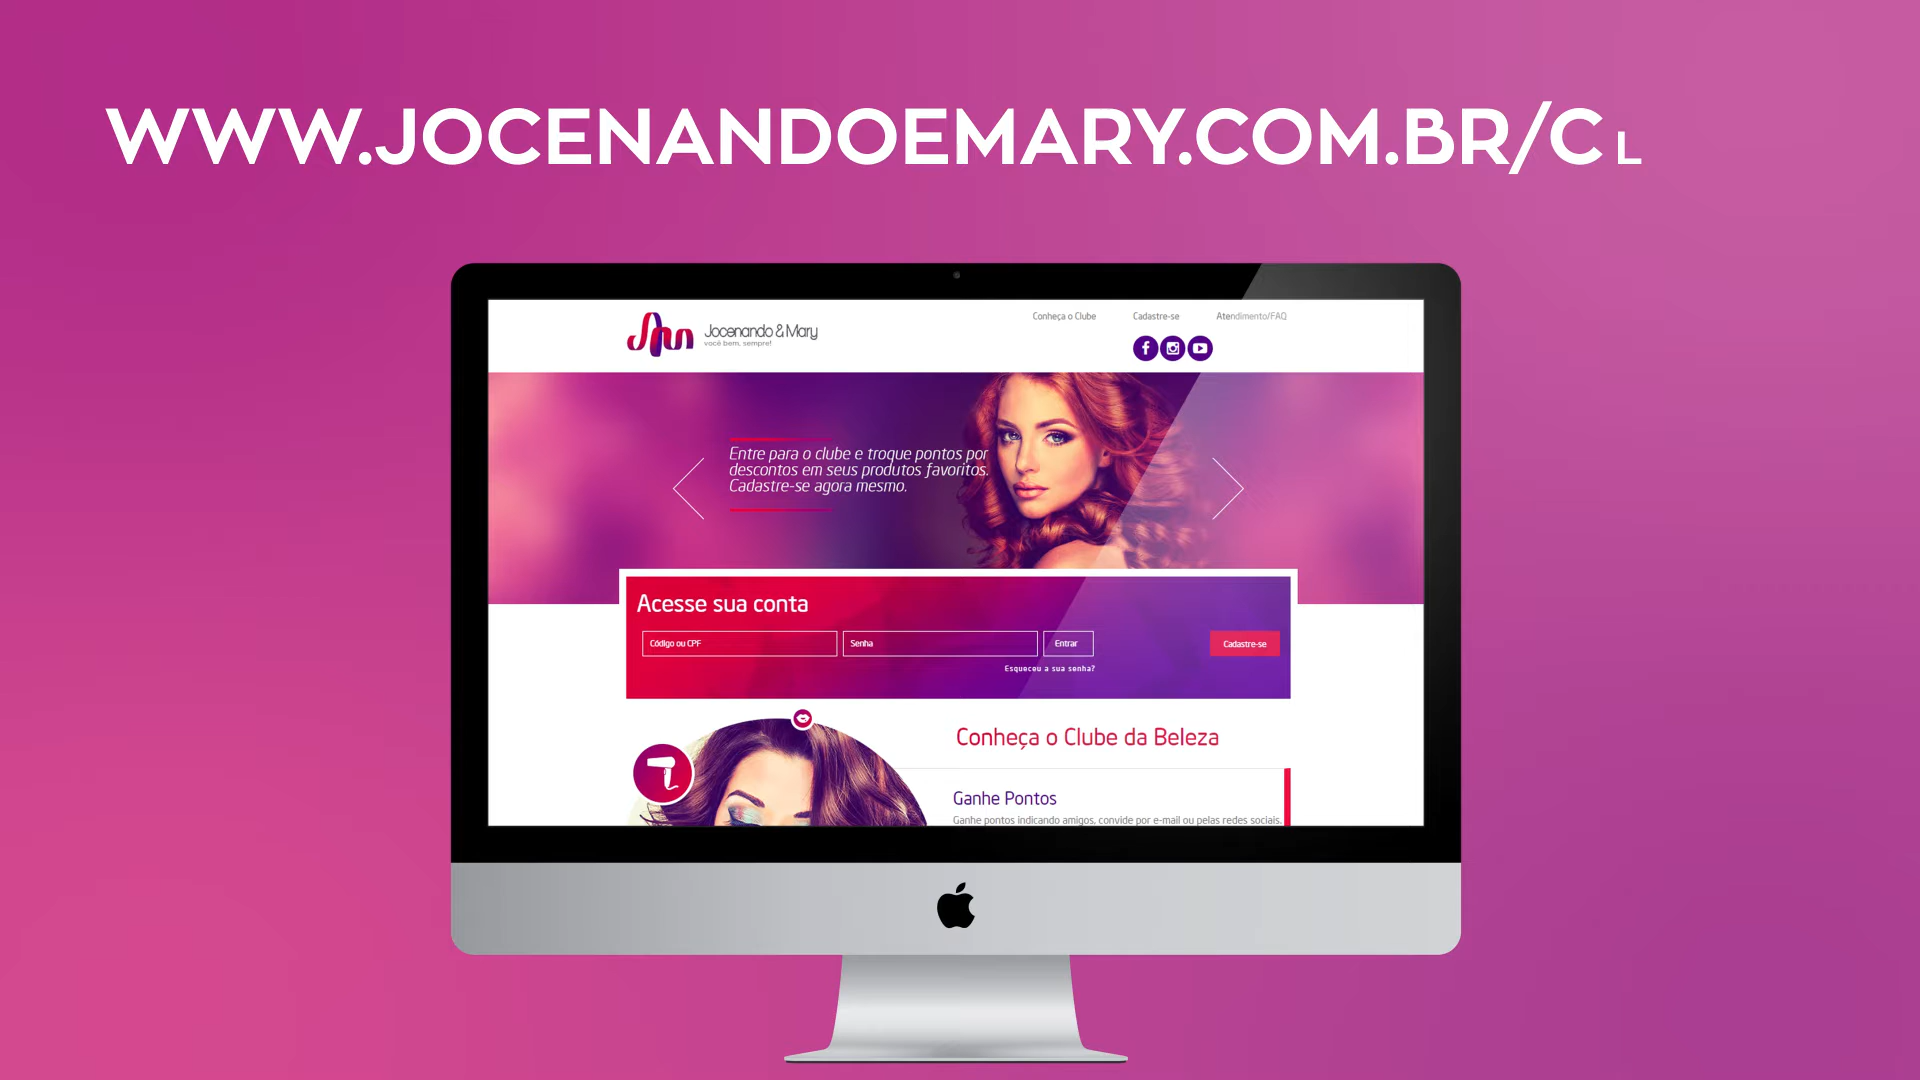 WWW.JOCENANDOEMARY.COM.BR/CL
Jocenando & Mary
você bem, sempre!
Conheça o Clube
Cadastre-se
Atendimento/FAQ
Entre para o clube e troque pontos por
descontos em seus produtos favoritos.
Cadastre-se agora mesmo.
Acesse sua conta
Código ou CPF
Senha
Entrar
Cadastre-se
Esqueceu a sua senha?
Conheça o Clube da Beleza
Ganhe Pontos
Ganhe pontos indicando amigos, convide por e-mail ou pelas redes sociais.